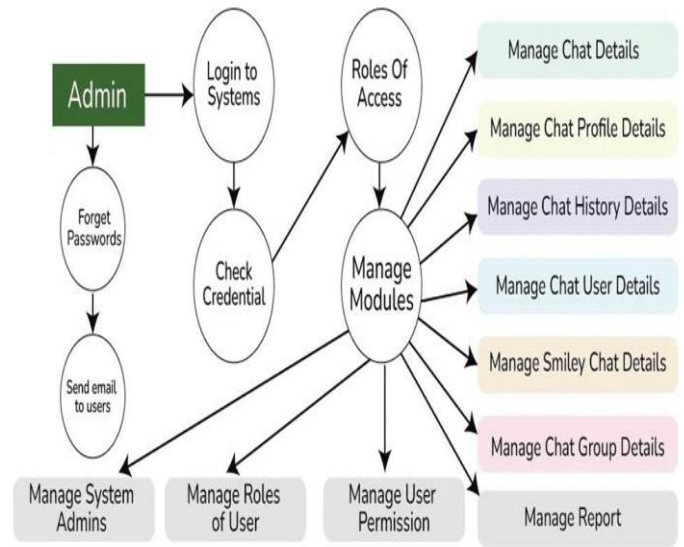 Admin
Login to
Systems
Roles Of
Access
Forget
Passwords
Check
Credential
Manage
Modules
Send email
to users
Manage Chat Details
Manage Chat Profile Details
Manage Chat History Details
Manage Chat User Details
Manage Smiley Chat Details
Manage Chat Group Details
Manage System
Admins
Manage Roles
of User
Manage User
Permission
Manage Report